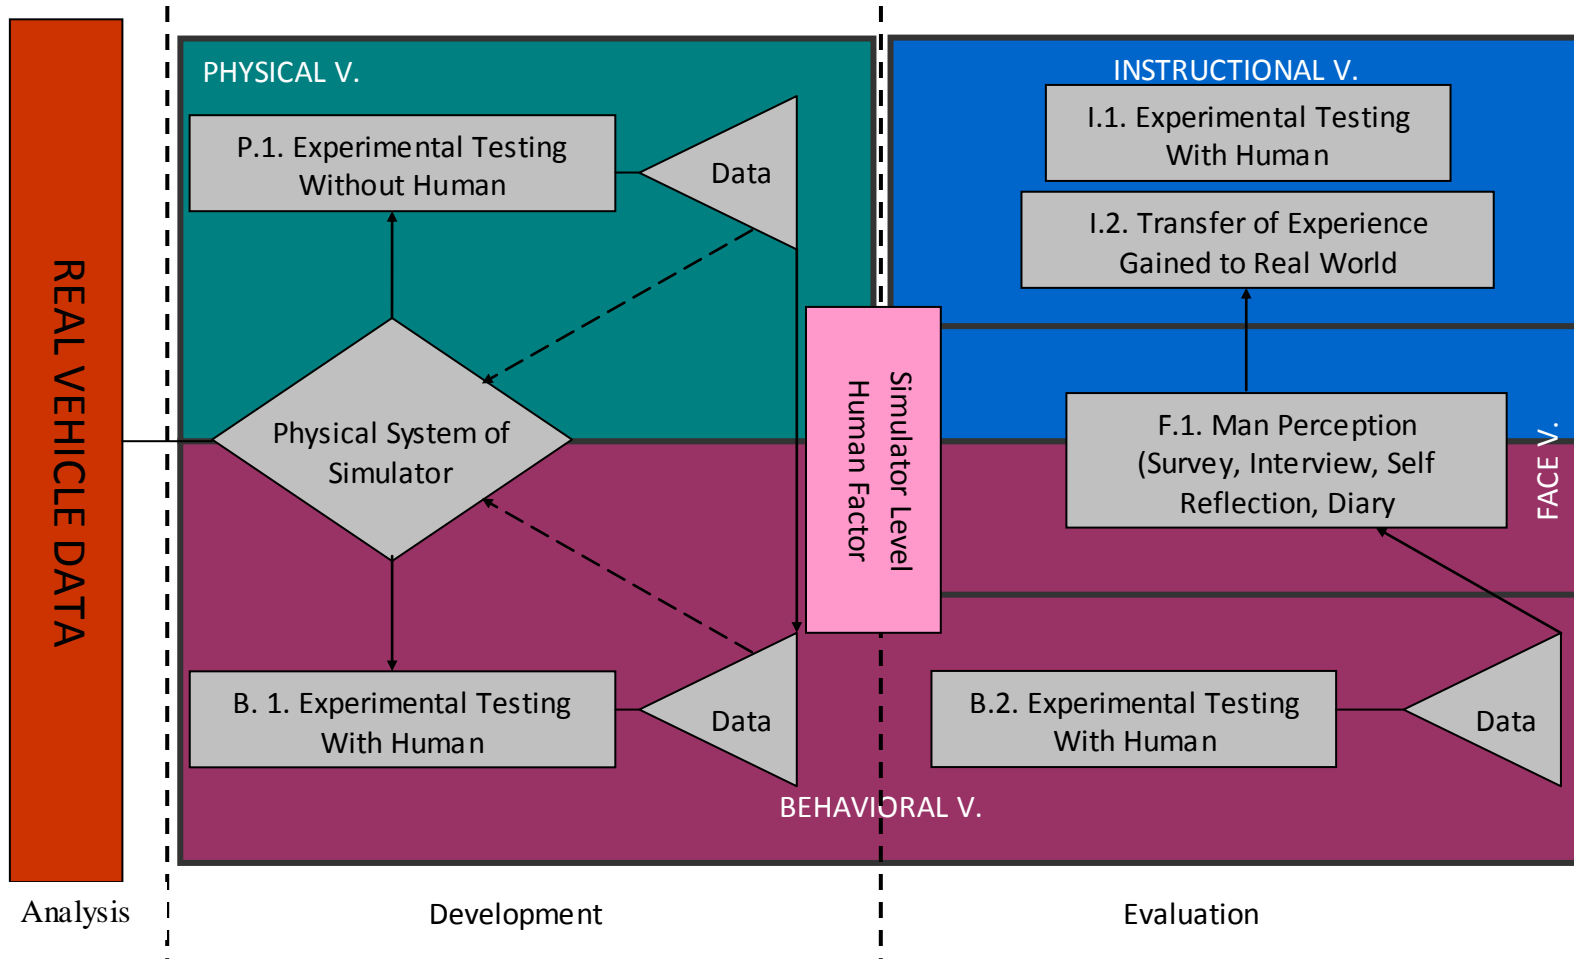 REAL VEHICLE DATA
PHYSICAL V.
P.1. Experimental Testing
Without Human
Data
Physical System of
Simulator
B. 1. Experimental Testing
With Human
Data
Simulator Level
Human Factor
INSTRUCTIONAL V.
I.1. Experimental Testing
With Human
I.2. Transfer of Experience
Gained to Real World
F.1. Man Perception
(Survey, Interview, Self
Reflection, Diary
FACE V.
B.2. Experimental Testing
With Human
Data
BEHAVIORAL V.
Analysis
Development
Evaluation